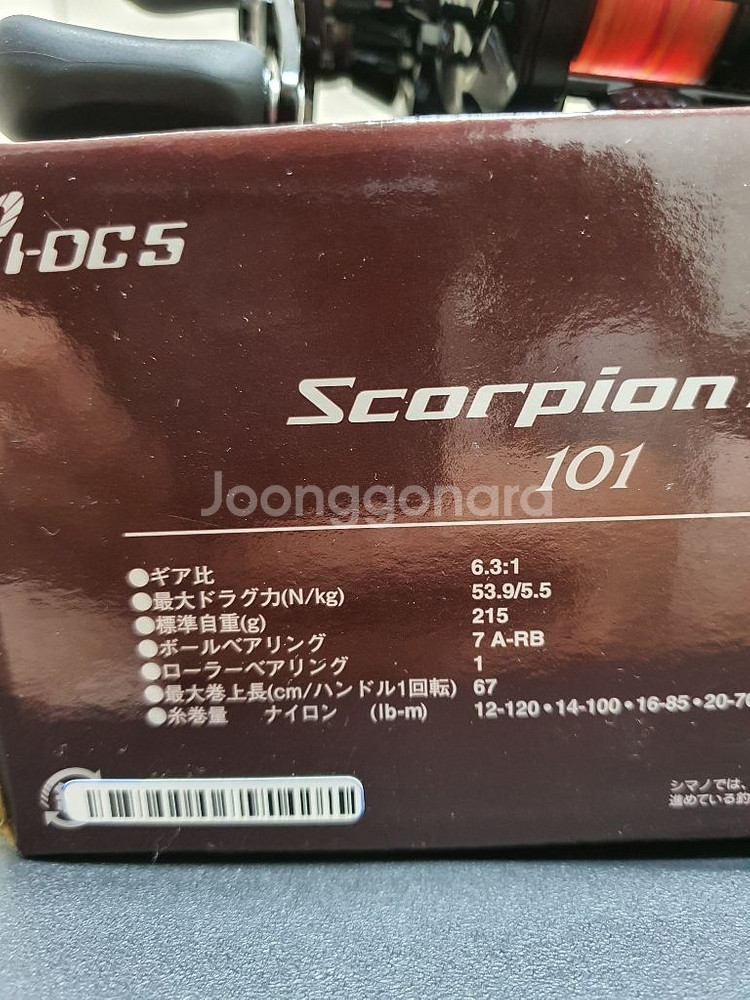 I-DC5
Scorpion
101
Joonggonara
●ギア比 6.3:1
●最大ドラグ力(N/kg) 53.9/5.5
●標準自重(g) 215
●ボールベアリング 7 A-RB
●ローラーベアリング 1
●最大巻上長(cm/ハンドル1回転) 67
●糸巻量 ナイロン (lb-m) 12-120•14-100•16-85•20-70
シマノでは、
進めている釣